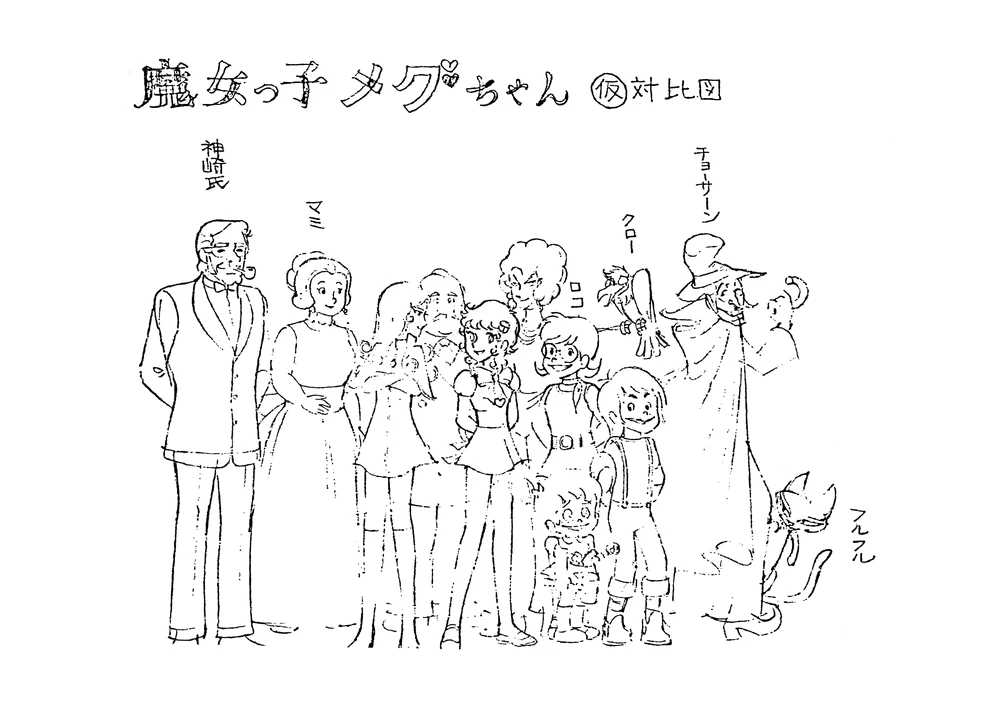 魔女っ子メグちゃん 仮 対比図
神崎氏
マミ
ロコ
クロー
チョーサーン
フルフル